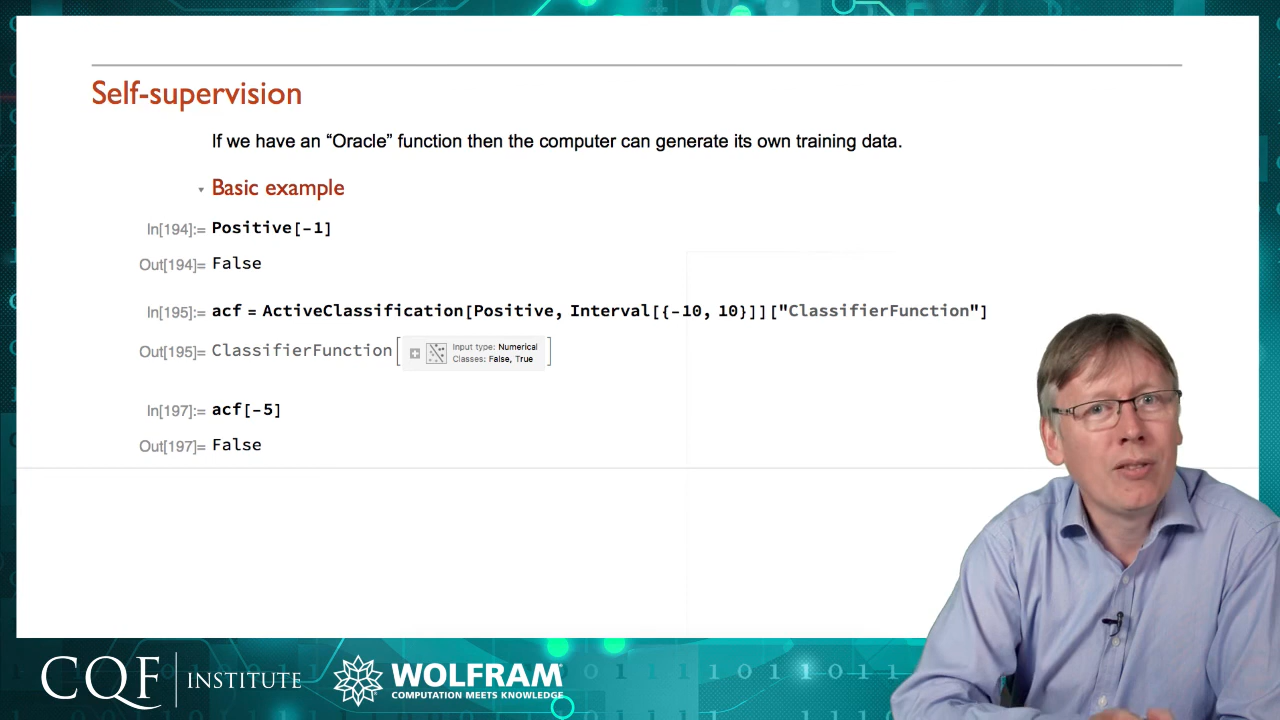 Self-supervision
If we have an “Oracle” function then the computer can generate its own training data.
Basic example
In[194]:= Positive[-1]
Out[194]= False
In[195]:= acf = ActiveClassification[Positive, Interval[{-10, 10}]]["ClassifierFunction"]
Out[195]= ClassifierFunction[
Input type: Numerical
Classes: False, True
]
In[197]:= acf[-5]
Out[197]= False
CQF INSTITUTE
WOLFRAM
COMPUTATION MEETS KNOWLEDGE